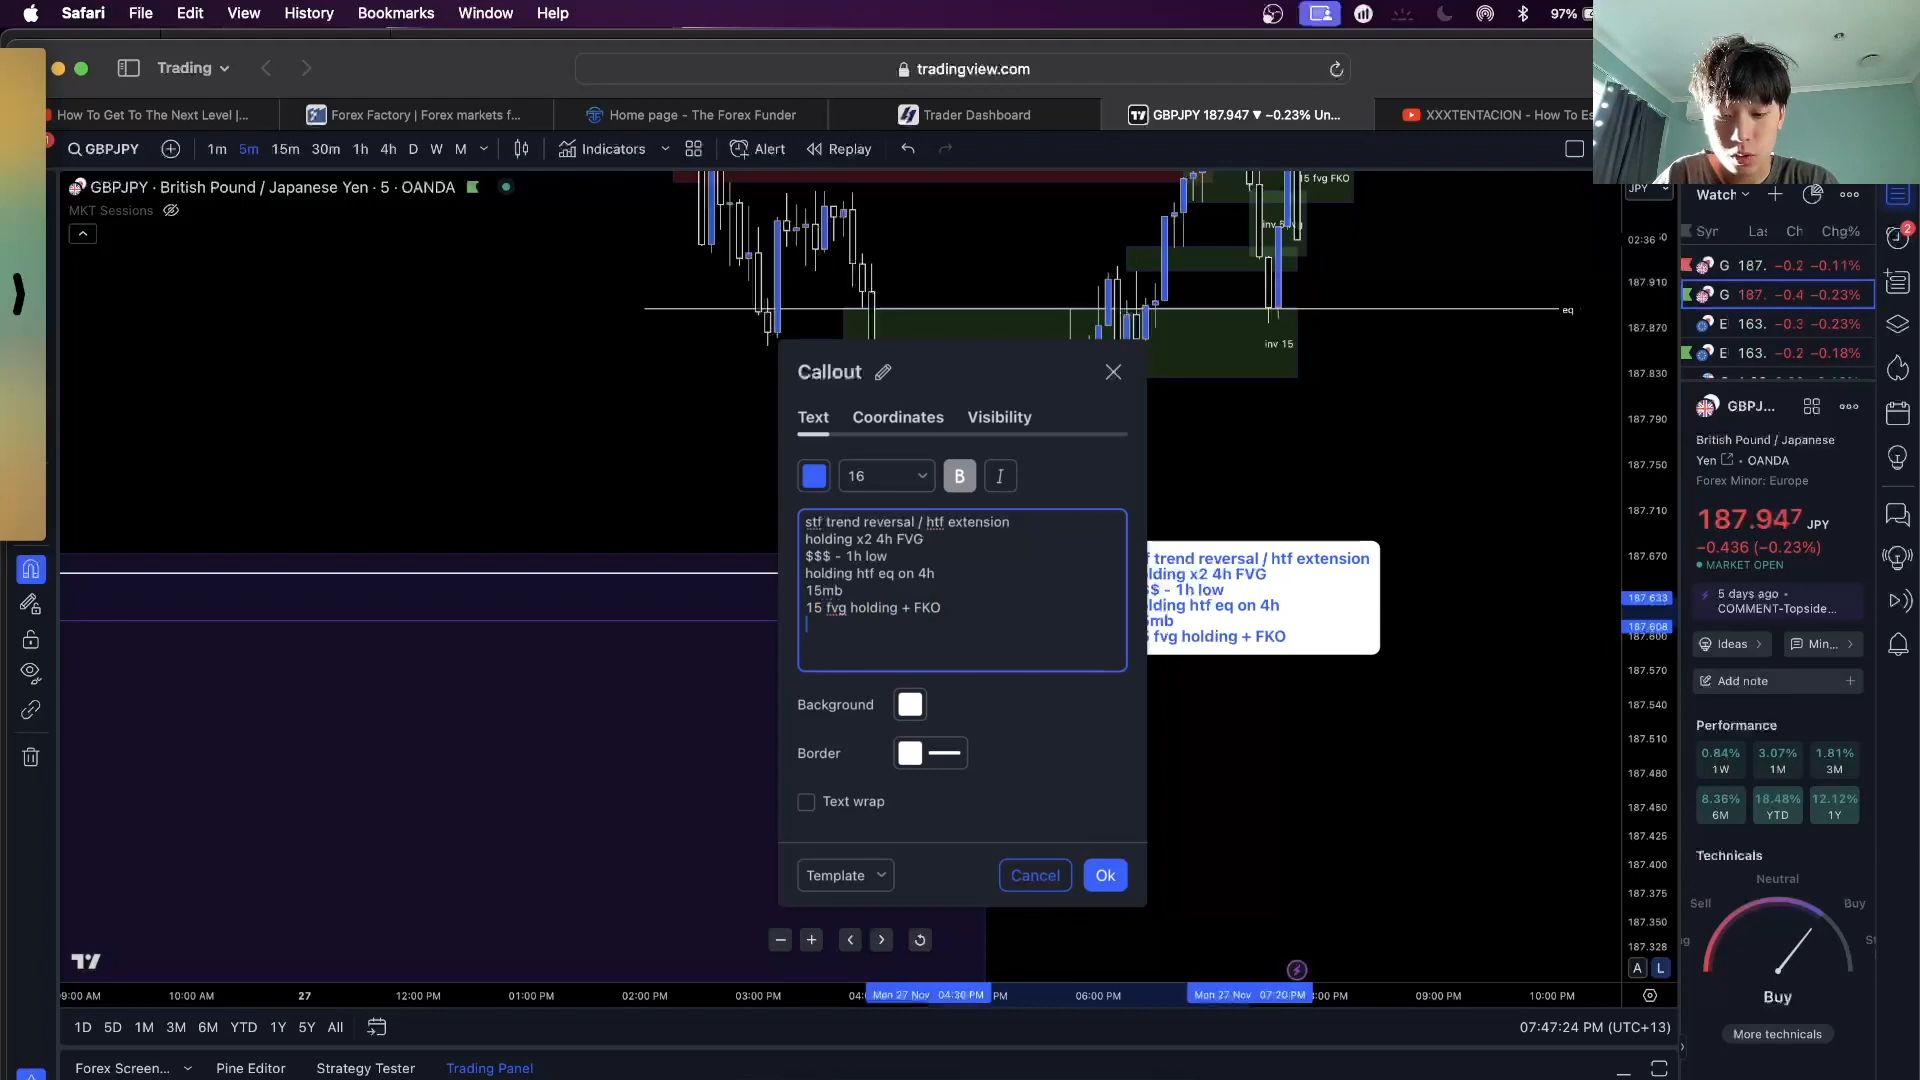 Safari File Edit View History Bookmarks Window Help 97%
Trading tradingview.com
How To Get To The Next Level |... Forex Factory | Forex markets f... Home page - The Forex Funder Trader Dashboard GBPJPY 187.947 ▼ −0.23% Un... XXXTENTACION - How To Es
GBPJPY 1m 5m 15m 30m 1h 4h D W M Indicators Alert Replay
GBPJPY · British Pound / Japanese Yen · 5 · OANDA
MKT Sessions
15 fvg FKO
eq
inv 15
Callout
Text Coordinates Visibility
16 B I
stf trend reversal / htf extension
holding x2 4h FVG
$$$ - 1h low
holding htf eq on 4h
15mb
15 fvg holding + FKO
Background
Border
Text wrap
Template Cancel Ok
f trend reversal / htf extension
lding x2 4h FVG
$ - 1h low
lding htf eq on 4h
mb
fvg holding + FKO
JPY
02:36
187.910
187.870
187.830
187.790
187.750
187.710
187.670
187.633
187.608
187.600
187.570
187.540
187.510
187.480
187.450
187.425
187.400
187.375
187.350
187.328
A L
9:00 AM 10:00 AM 27 12:00 PM 01:00 PM 02:00 PM 03:00 PM 04: Mon 27 Nov 04:30 PM PM 06:00 PM Mon 27 Nov 07:20 PM :00 PM 09:00 PM 10:00 PM
1D 5D 1M 3M 6M YTD 1Y 5Y All 07:47:24 PM (UTC+13)
Forex Screen... Pine Editor Strategy Tester Trading Panel
Watch
Syr Las Ch Chg%
G 187. −0.2 −0.11%
G 187. −0.4 −0.23%
E 163. −0.3 −0.23%
E 163. −0.2 −0.18%
2
GBPJ...
British Pound / Japanese
Yen • OANDA
Forex Minor: Europe
187.947 JPY
−0.436 (−0.23%)
MARKET OPEN
5 days ago •
COMMENT-Topside...
Ideas Min...
Add note
Performance
0.84% 3.07% 1.81%
1W 1M 3M
8.36% 18.48% 12.12%
6M YTD 1Y
Technicals
Neutral
Sell Buy
Buy
More technicals